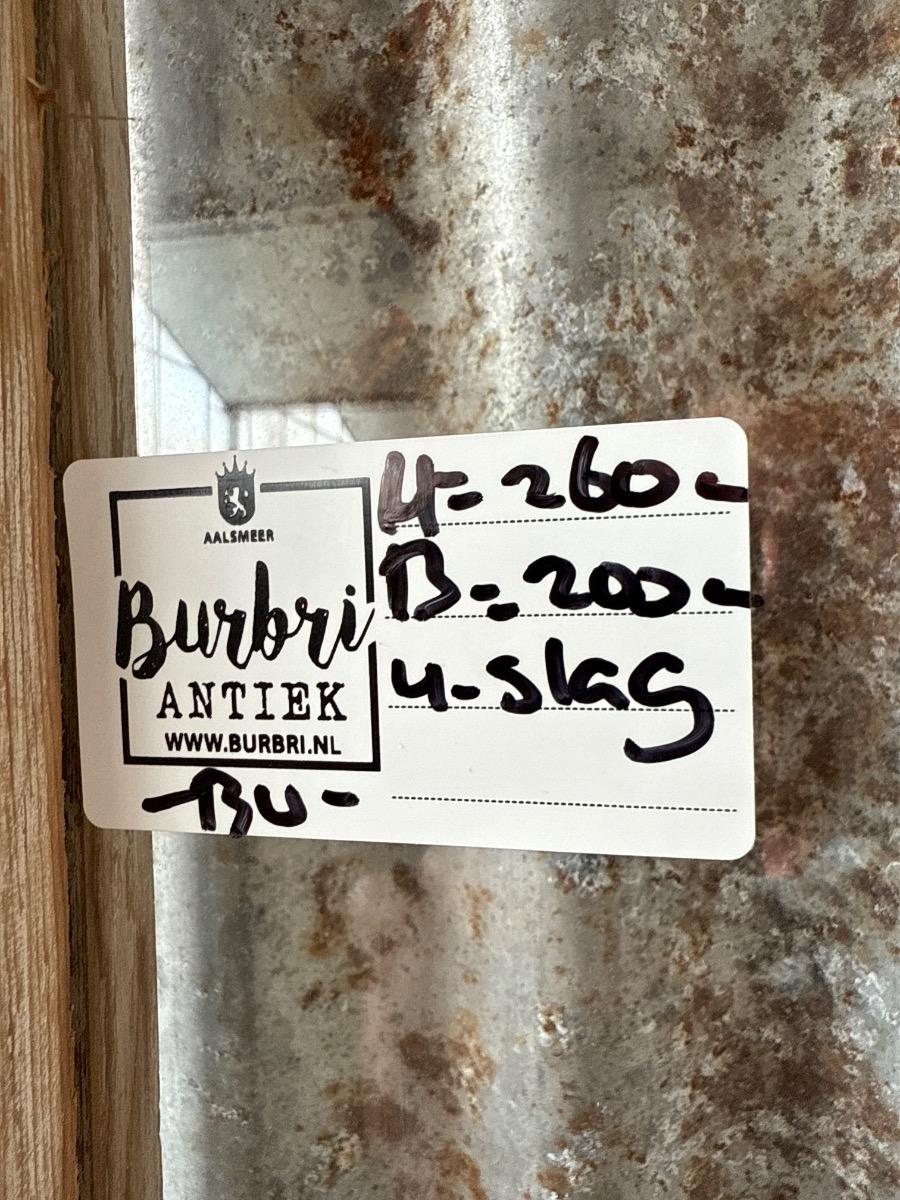 AALSMEER
Burbri
ANTIEK
WWW.BURBRI.NL
-BU-
H-260-
B-200-
4-slag